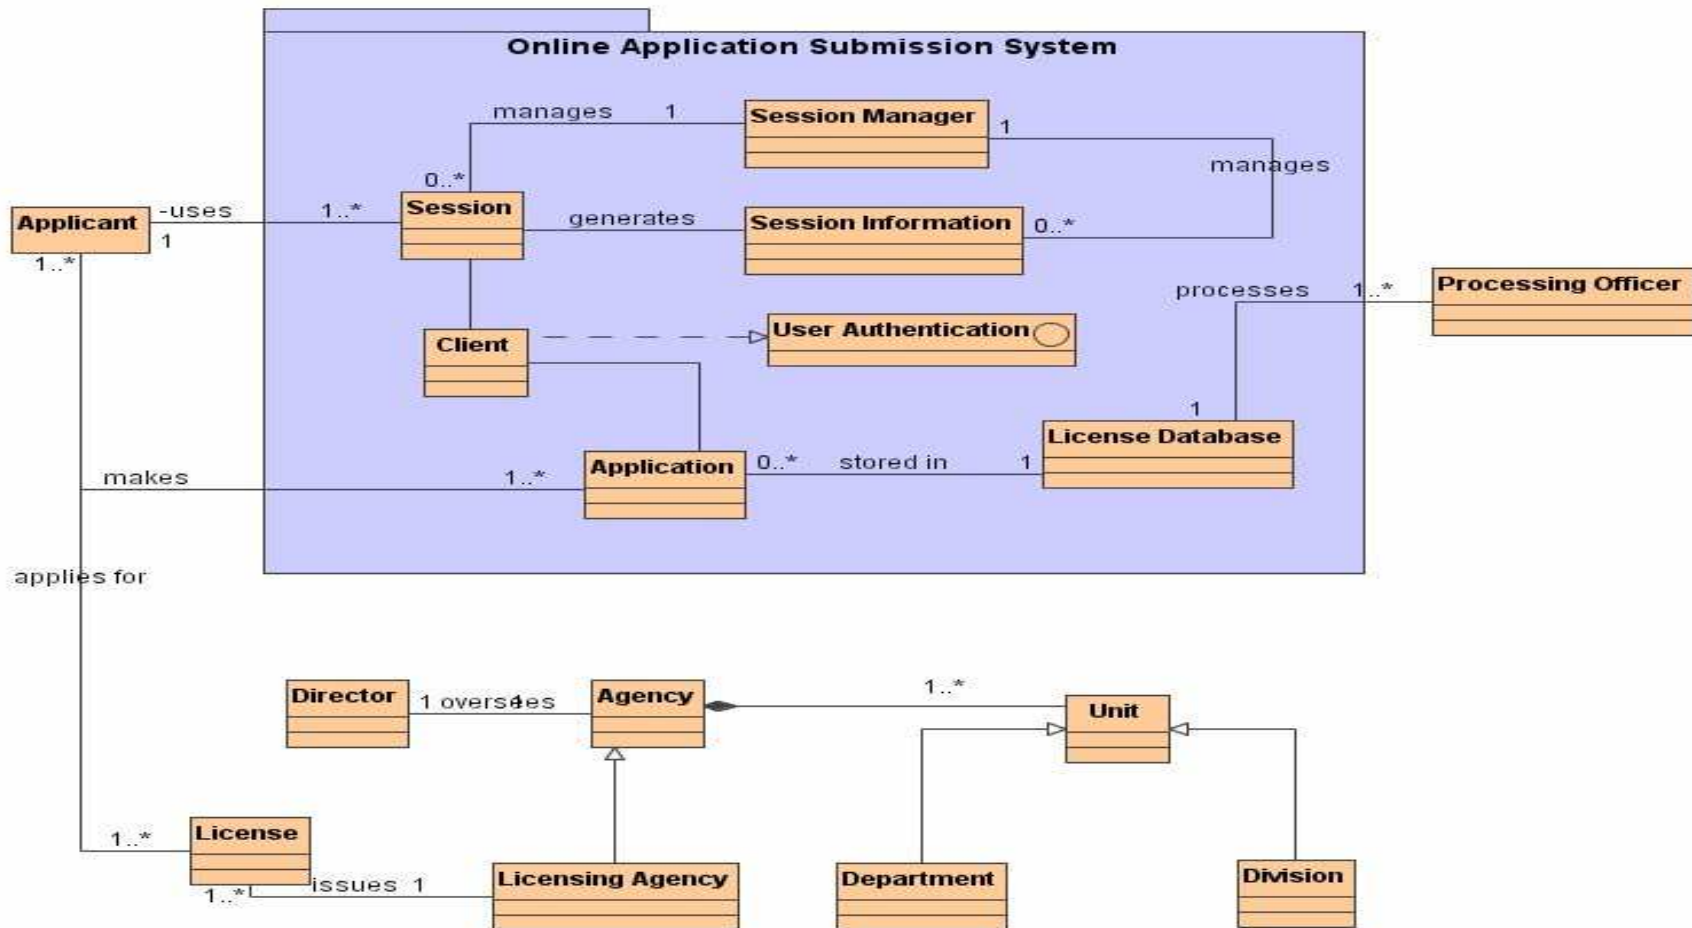 Online Application Submission System
manages 1
Session Manager
1
manages
0..*
Applicant
-uses
1..*
1
Session
generates
Session Information
0..*
1..*
processes
1..*
Processing Officer
Client
User Authentication
1
License Database
Application
0..*
stored in
1
makes
1..*
applies for
Director
1 oversees
1
Agency
1..*
Unit
1..*
License
1..*
issues 1
Licensing Agency
Department
Division